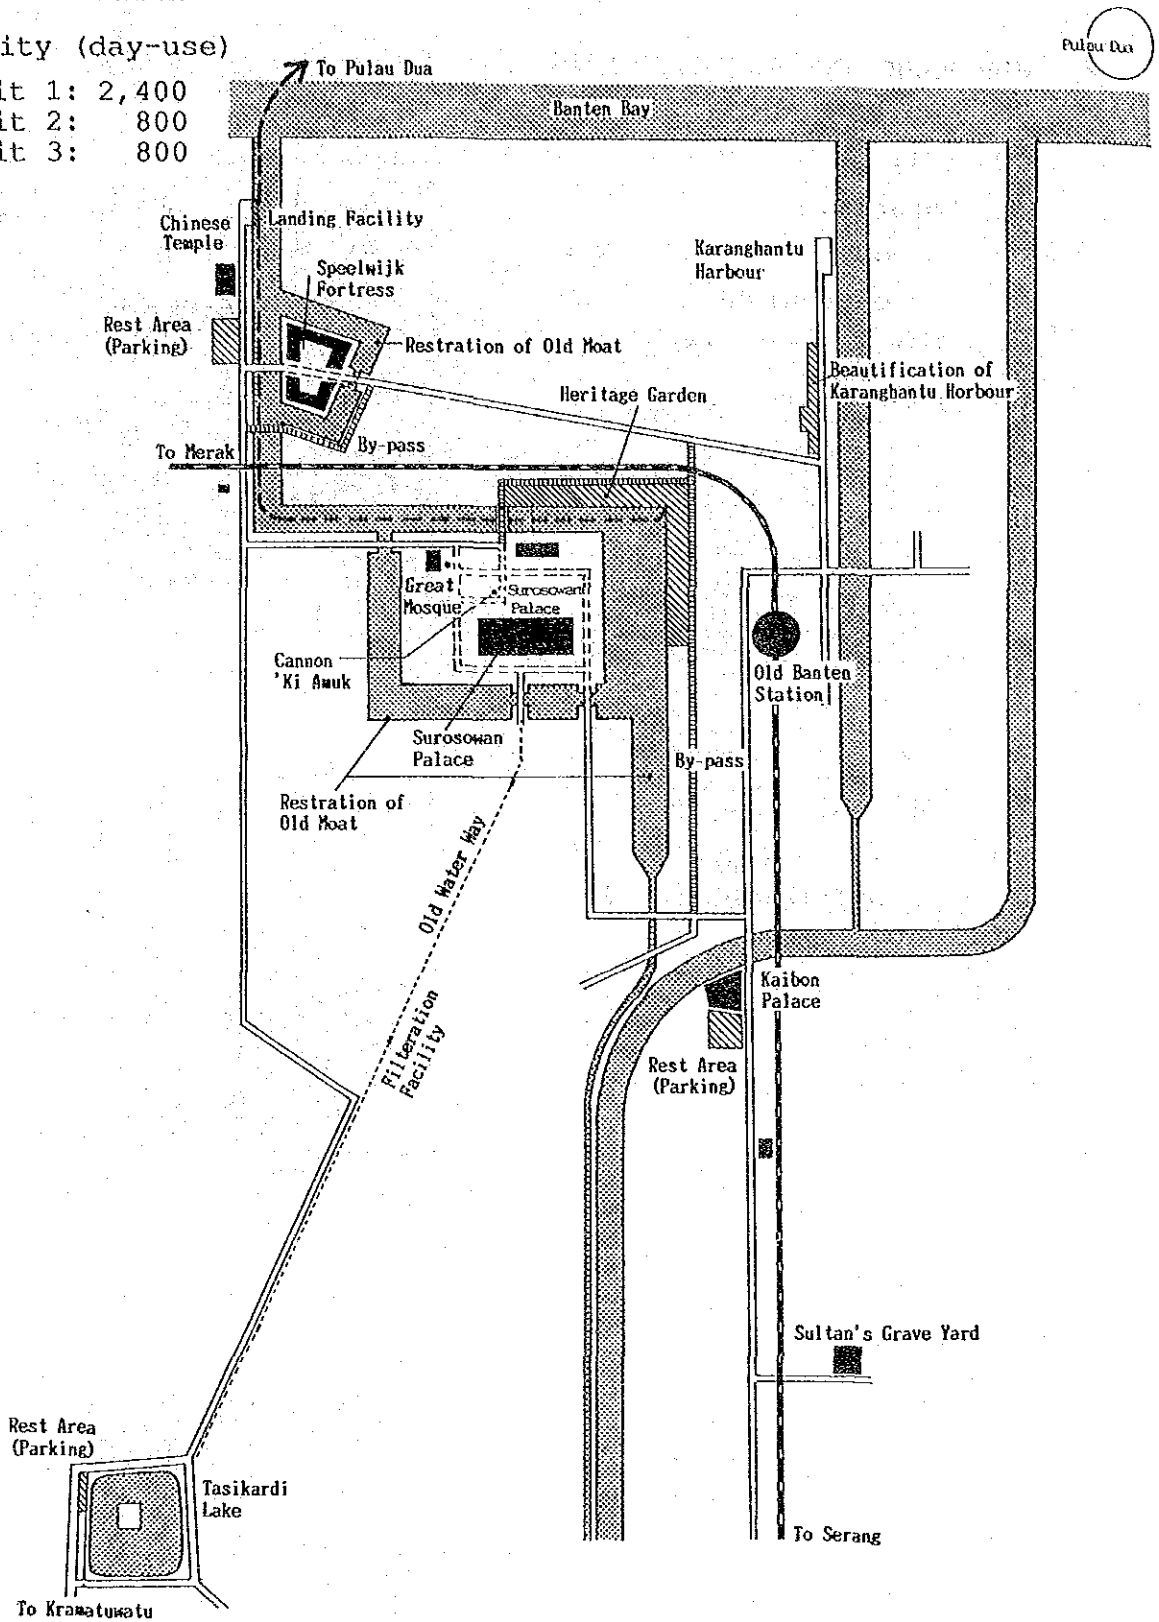 ity (day-use)
it 1: 2,400
it 2: 800
it 3: 800
Pulau Dua
To Pulau Dua
Banten Bay
Landing Facility
Chinese
Temple
Speelwijk
Fortress
Karanghantu
Harbour
Rest Area
(Parking)
Restration of Old Moat
Beautification of
Karanghantu Horbour
Heritage Garden
To Merak
By-pass
Great
Mosque
Surosowan
Palace
Cannon
'Ki Amuk
Old Banten
Station
Surosowan
Palace
By-pass
Restration of
Old Moat
Old Water Way
Filteration
Facility
Kaibon
Palace
Rest Area
(Parking)
Sultan's Grave Yard
Rest Area
(Parking)
Tasikardi
Lake
To Serang
To Kramatuwatu